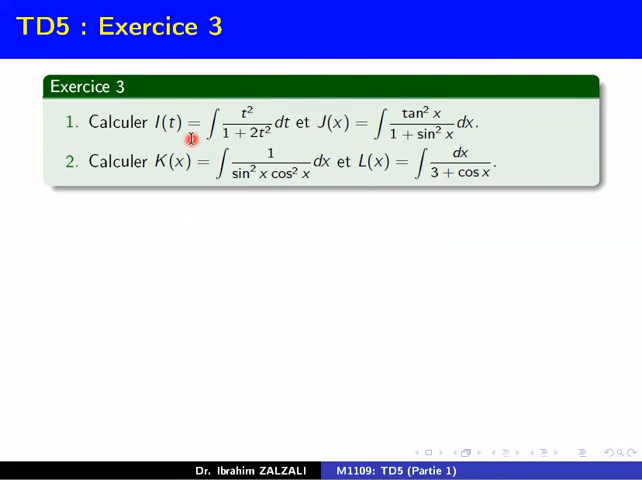 TD5 : Exercice 3
Exercice 3
1. Calculer I(t) = ∫ t²/(1 + 2t²) dt et J(x) = ∫ tan² x/(1 + sin² x) dx.
2. Calculer K(x) = ∫ 1/(sin² x cos² x) dx et L(x) = ∫ dx/(3 + cos x).
Dr. Ibrahim ZALZALI M1109: TD5 (Partie 1)